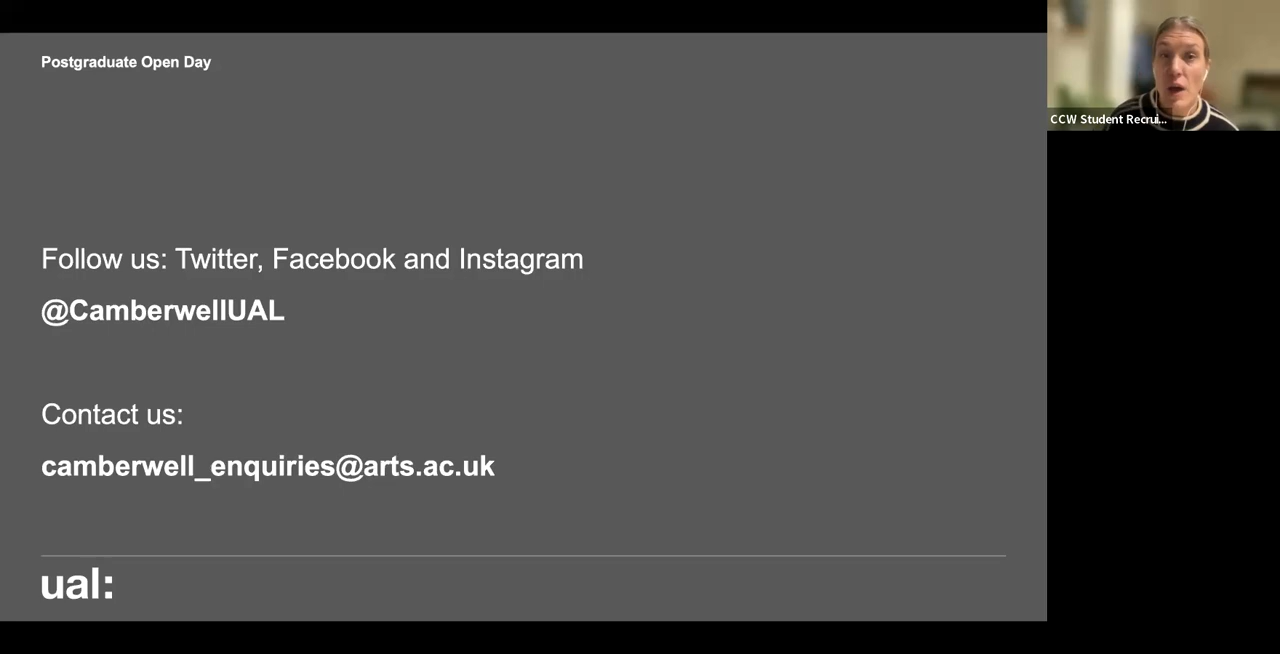 Postgraduate Open Day
CCW Student Recrui...
Follow us: Twitter, Facebook and Instagram
@CamberwellUAL
Contact us:
camberwell_enquiries@arts.ac.uk
ual: